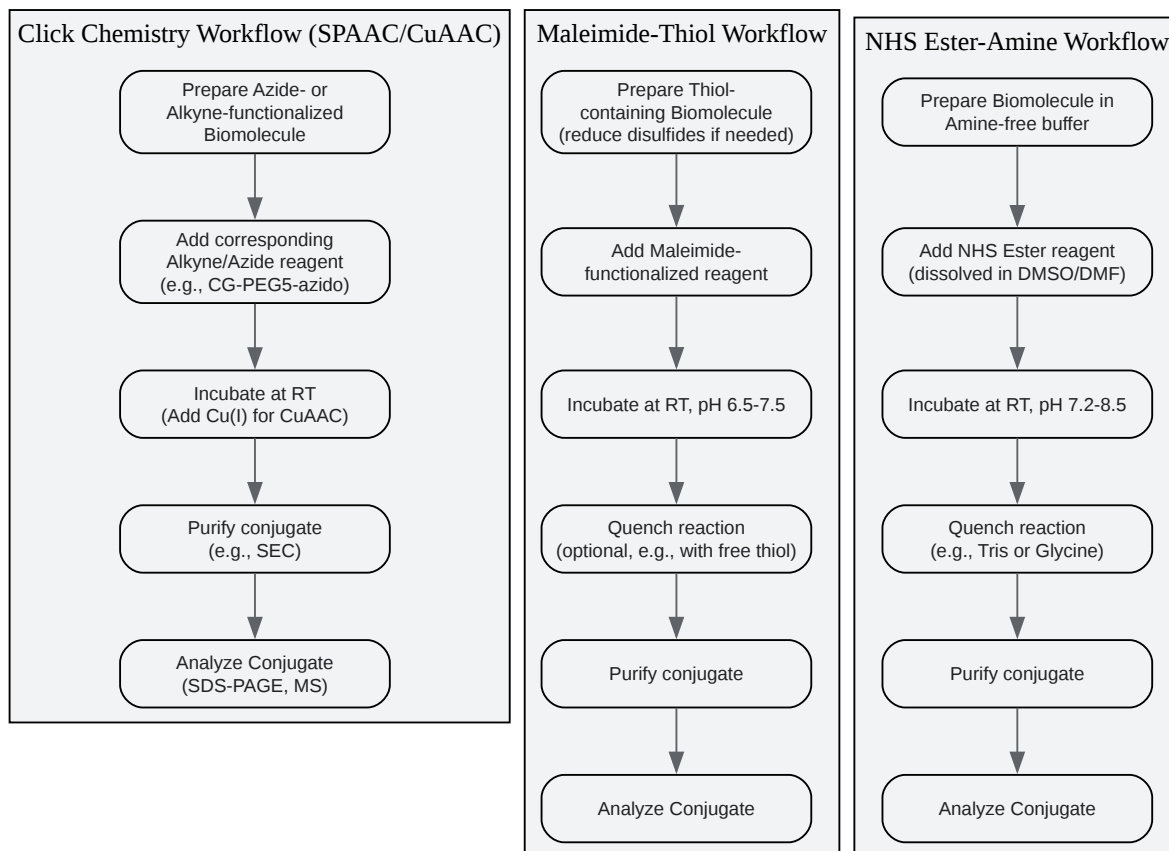 Click Chemistry Workflow (SPAAC/CuAAC)
Prepare Azide- or
Alkyne-functionalized
Biomolecule
Add corresponding
Alkyne/Azide reagent
(e.g., CG-PEG5-azido)
Incubate at RT
(Add Cu(I) for CuAAC)
Purify conjugate
(e.g., SEC)
Analyze Conjugate
(SDS-PAGE, MS)
Maleimide-Thiol Workflow
Prepare Thiol-
containing Biomolecule
(reduce disulfides if needed)
Add Maleimide-
functionalized reagent
Incubate at RT, pH 6.5-7.5
Quench reaction
(optional, e.g., with free thiol)
Purify conjugate
Analyze Conjugate
NHS Ester-Amine Workflow
Prepare Biomolecule in
Amine-free buffer
Add NHS Ester reagent
(dissolved in DMSO/DMF)
Incubate at RT, pH 7.2-8.5
Quench reaction
(e.g., Tris or Glycine)
Purify conjugate
Analyze Conjugate